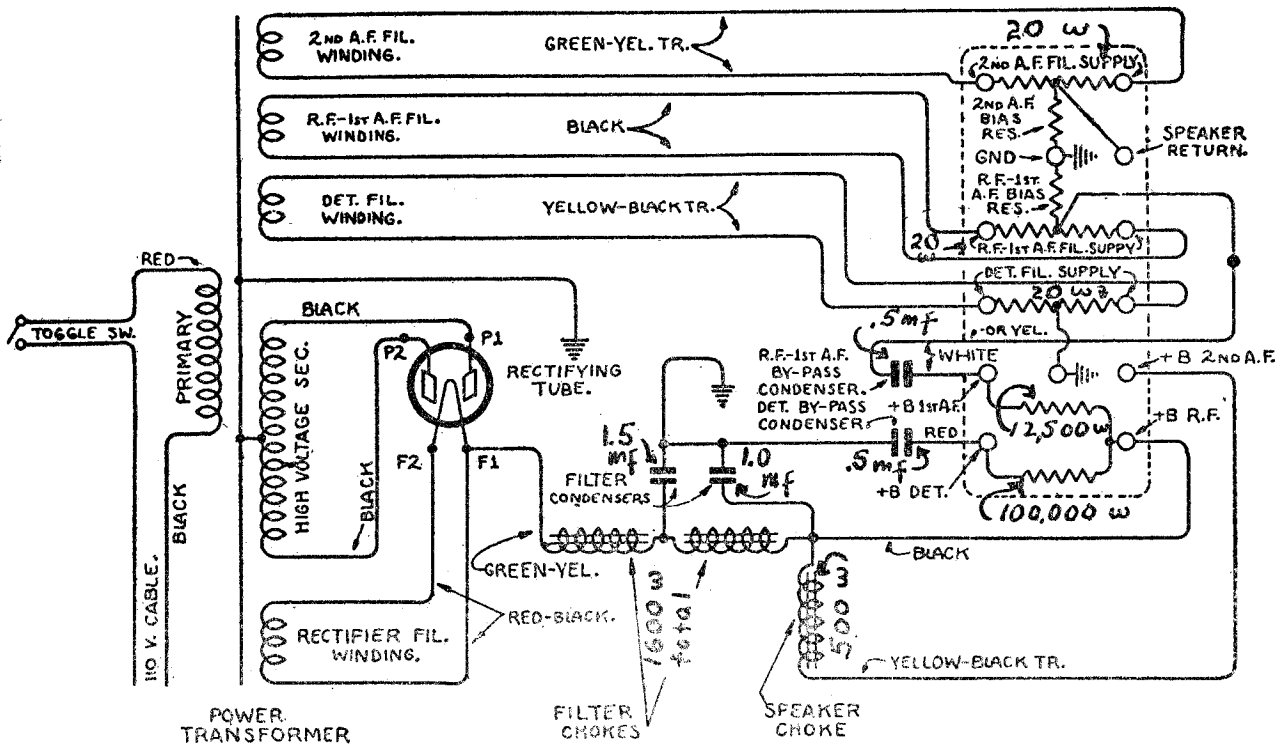 2ND A.F. FIL.
WINDING.
GREEN-YEL. TR.
20 w
2ND A.F. FIL. SUPPLY
2ND A.F.
BIAS
RES.
R.F.-1ST A.F. FIL.
WINDING.
BLACK
GND
SPEAKER
RETURN.
R.F.-1ST
A.F. BIAS
RES.
DET. FIL.
WINDING.
YELLOW-BLACK TR.
20
w
R.F.-1ST A.F. FIL. SUPPY
RED
DET. FIL. SUPPLY
20 w
BLACK
TOGGLE SW.
P2
P1
.5 mf
-OR YEL.
RECTIFYING
TUBE.
R.F.-1ST A.F.
BY-PASS
CONDENSER.
WHITE
+B 2ND A.F.
PRIMARY
HIGH VOLTAGE SEC.
DET. BY-PASS
CONDENSER
+B 1ST A.F.
12,500 w
+B R.F.
1.5
mf
1.0
mf
RED
.5 mf
F2
F1
FILTER
CONDENSERS
+B DET.
100,000 w
BLACK
BLACK
GREEN-YEL.
BLACK
110 V. CABLE.
RED-BLACK.
1600 w
total
500 w
RECTIFIER FIL.
WINDING.
YELLOW-BLACK TR.
POWER
TRANSFORMER
FILTER
CHOKES
SPEAKER
CHOKE